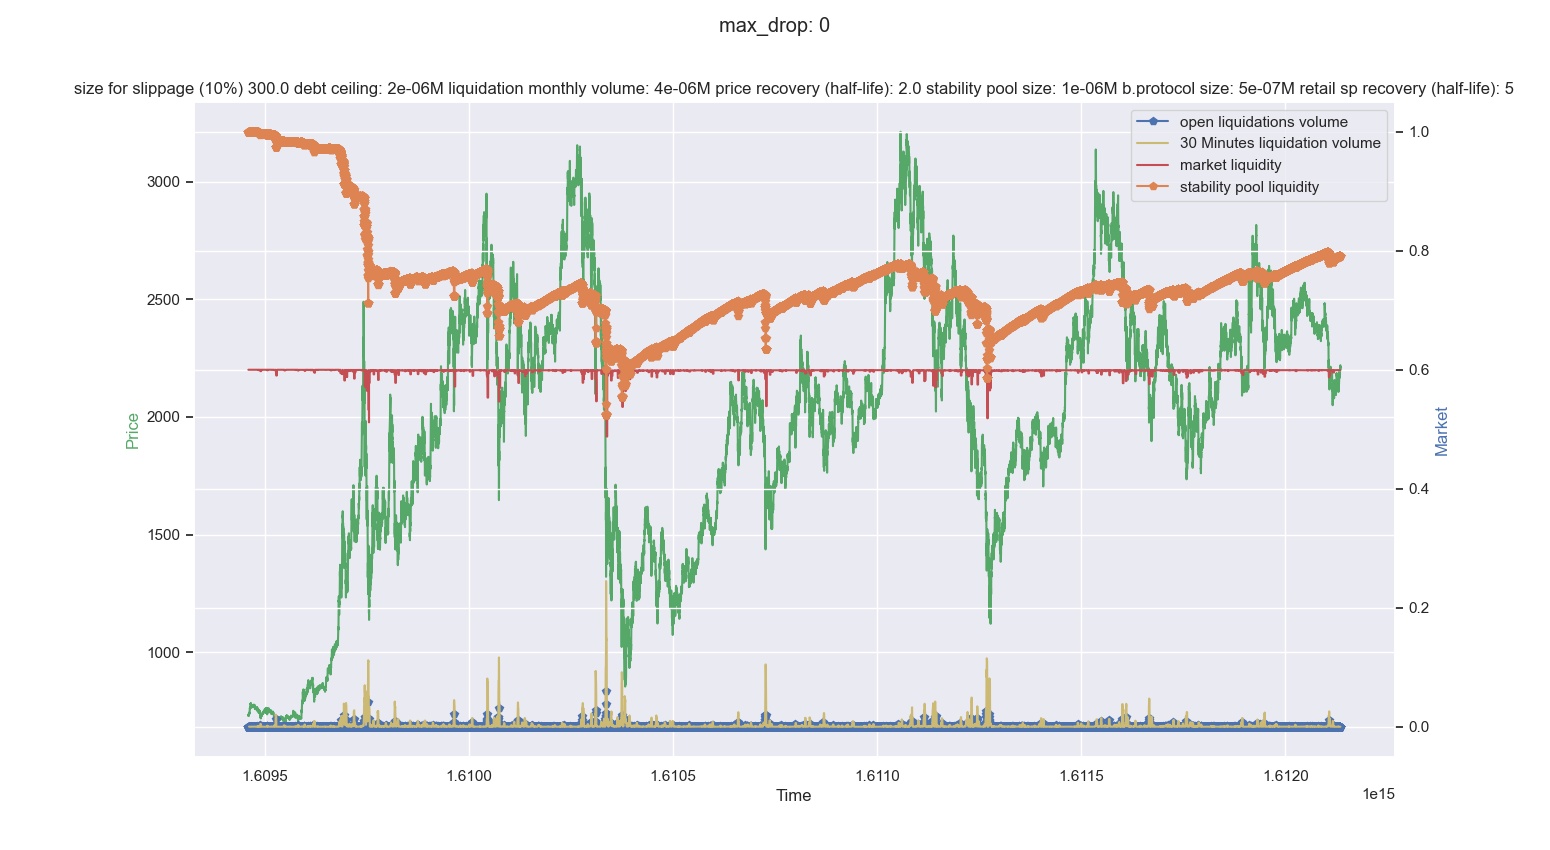 max_drop: 0
size for slippage (10%) 300.0 debt ceiling: 2e-06M liquidation monthly volume: 4e-06M price recovery (half-life): 2.0 stability pool size: 1e-06M b.protocol size: 5e-07M retail sp recovery (half-life): 5
open liquidations volume
30 Minutes liquidation volume
market liquidity
stability pool liquidity
3000
2500
2000
1500
1000
Price
1.0
0.8
0.6
0.4
0.2
0.0
Market
1.6095 1.6100 1.6105 1.6110 1.6115 1.6120
1e15
Time